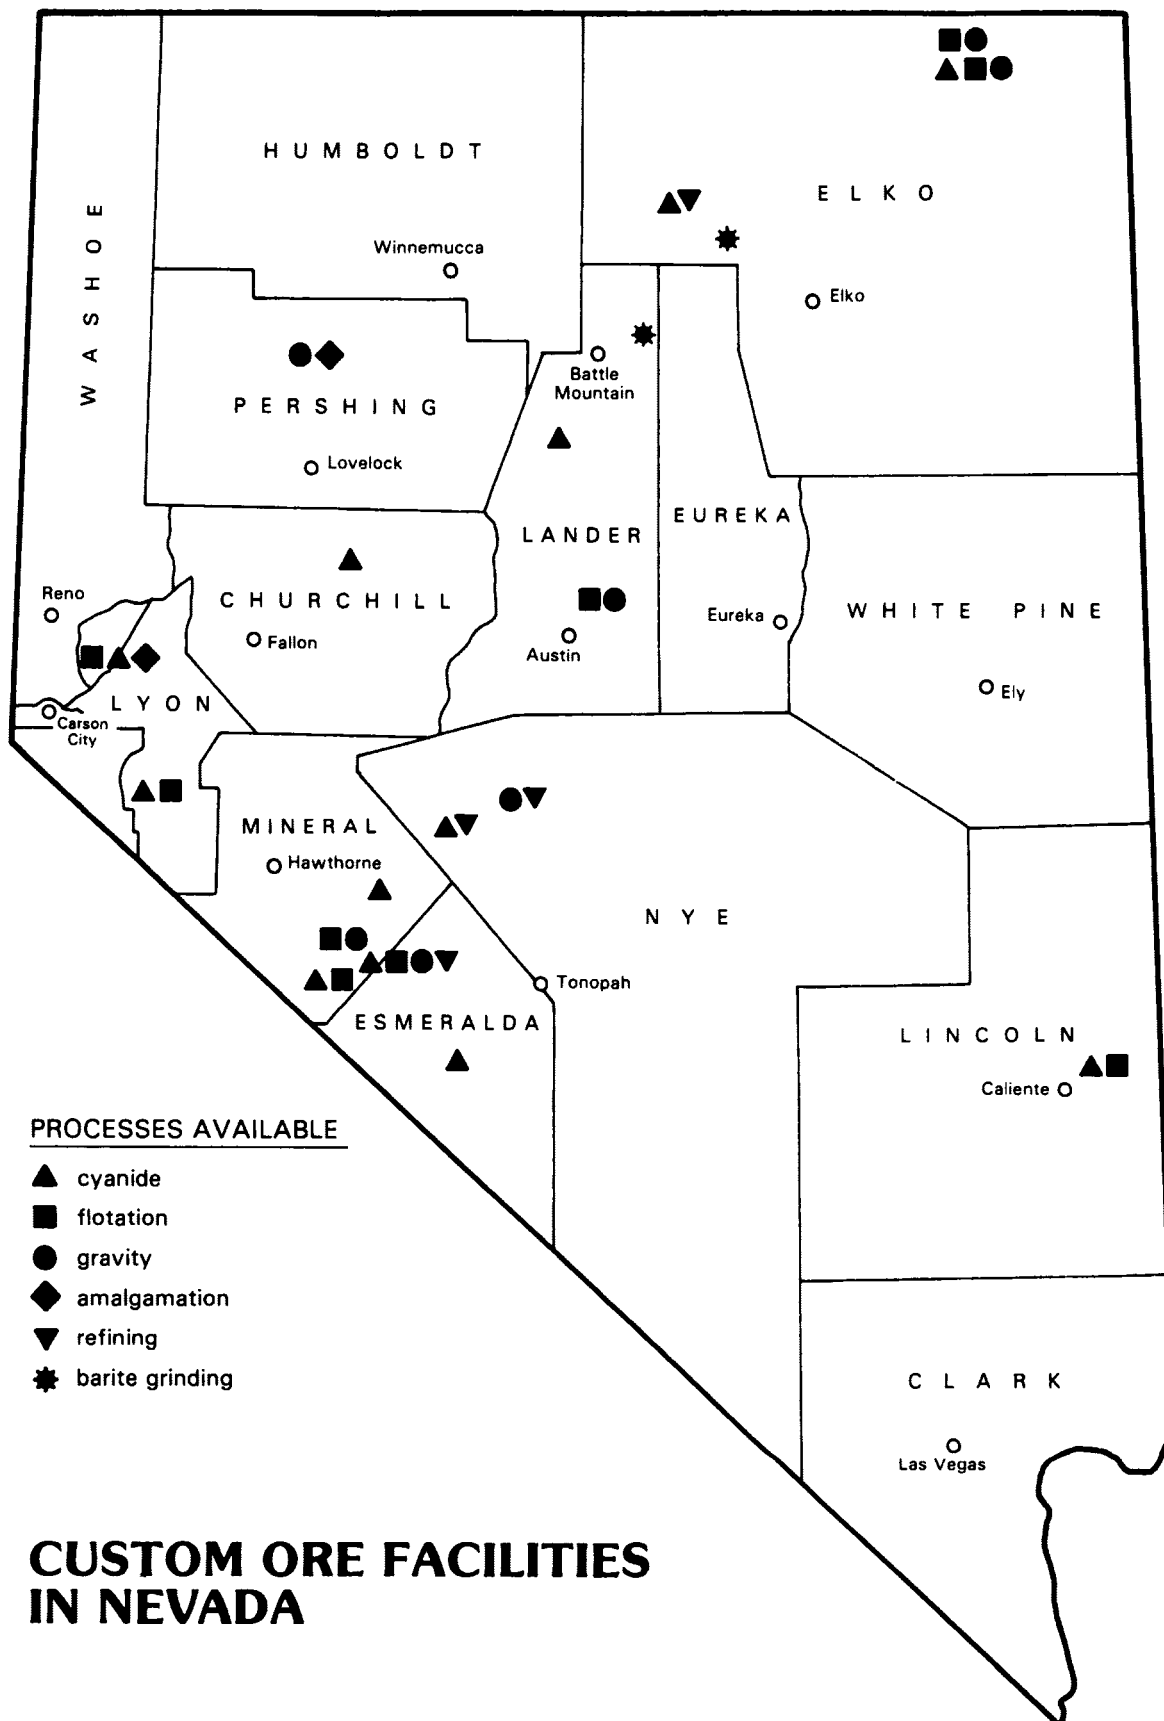 HUMBOLDT
ELKO
WASHOE
Winnemucca
Elko
Battle
Mountain
PERSHING
Lovelock
EUREKA
LANDER
Reno
CHURCHILL
WHITE PINE
Eureka
Fallon
Austin
Ely
LYON
Carson
City
MINERAL
Hawthorne
NYE
Tonopah
ESMERALDA
LINCOLN
Caliente
PROCESSES AVAILABLE
cyanide
flotation
gravity
amalgamation
refining
barite grinding
CLARK
Las Vegas
CUSTOM ORE FACILITIES
IN NEVADA